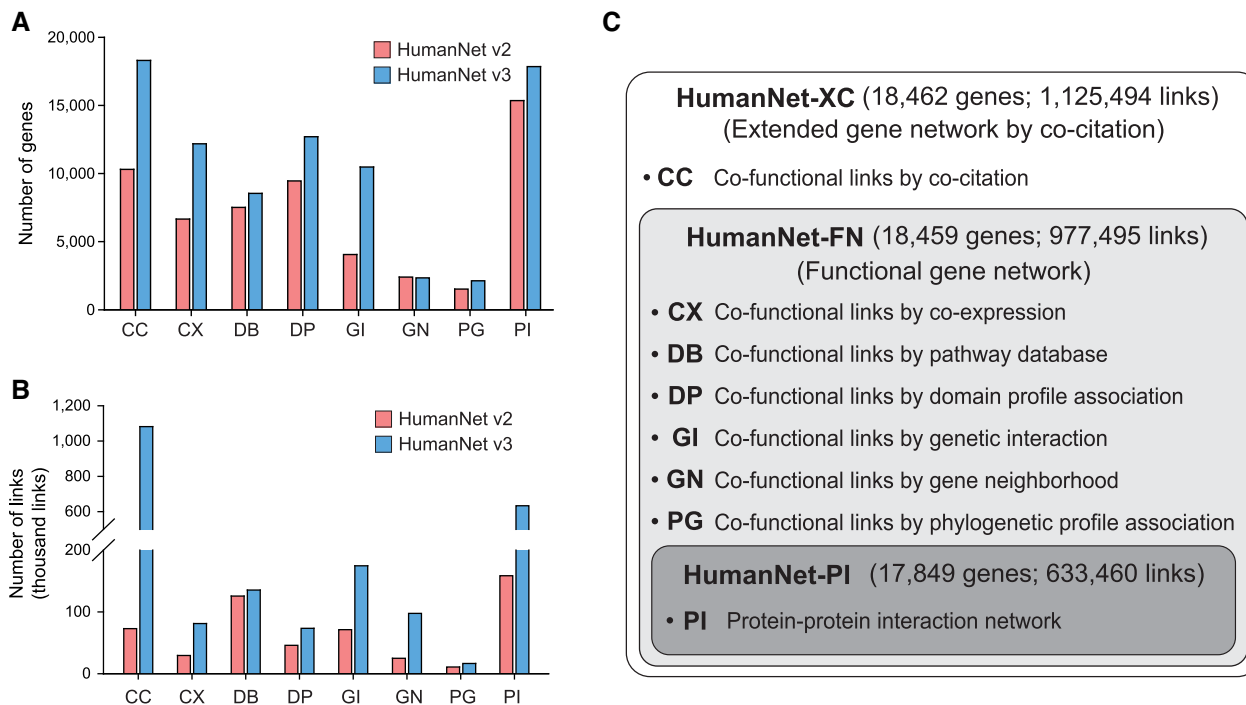 A
20,000
15,000
10,000
5,000
0
Number of genes
HumanNet v2
HumanNet v3
CC CX DB DP GI GN PG PI
B
1,200
1,000
800
600
200
100
0
Number of links
(thousand links)
HumanNet v2
HumanNet v3
CC CX DB DP GI GN PG PI
C
HumanNet-XC (18,462 genes; 1,125,494 links)
(Extended gene network by co-citation)
• CC Co-functional links by co-citation
HumanNet-FN (18,459 genes; 977,495 links)
(Functional gene network)
• CX Co-functional links by co-expression
• DB Co-functional links by pathway database
• DP Co-functional links by domain profile association
• GI Co-functional links by genetic interaction
• GN Co-functional links by gene neighborhood
• PG Co-functional links by phylogenetic profile association
HumanNet-PI (17,849 genes; 633,460 links)
• PI Protein-protein interaction network